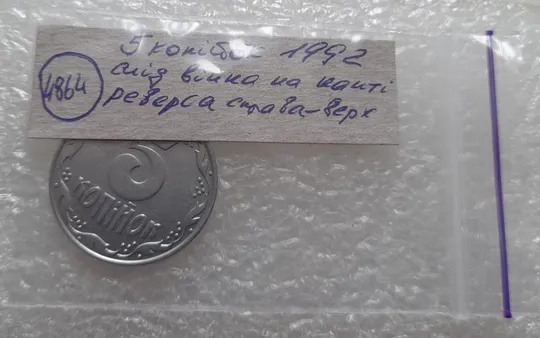 5 копійок 1992
слід вінка на канті
4864
реверса справа-верх
5
КОПІЙОК